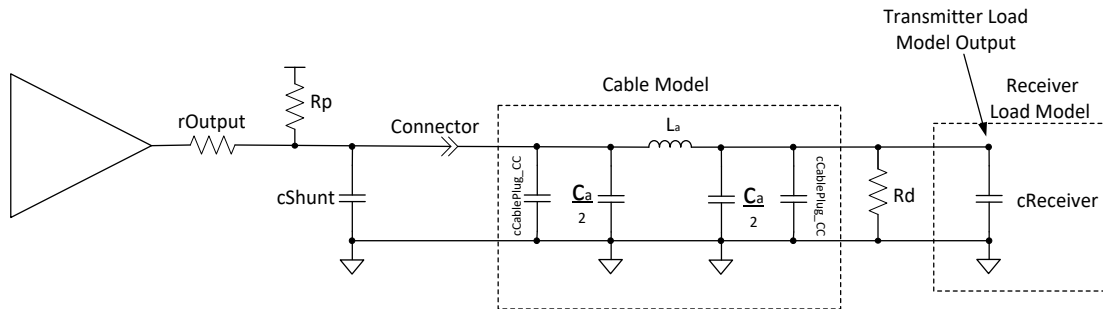 Transmitter Load
Model Output
Cable Model
Receiver
Load Model
Rp
rOutput
Connector
La
cShunt
cCablePlug_CC
Ca
2
Ca
2
cCablePlug_CC
Rd
cReceiver